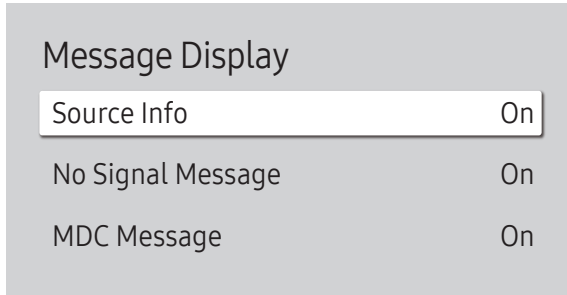 Message Display
Source Info On
No Signal Message On
MDC Message On